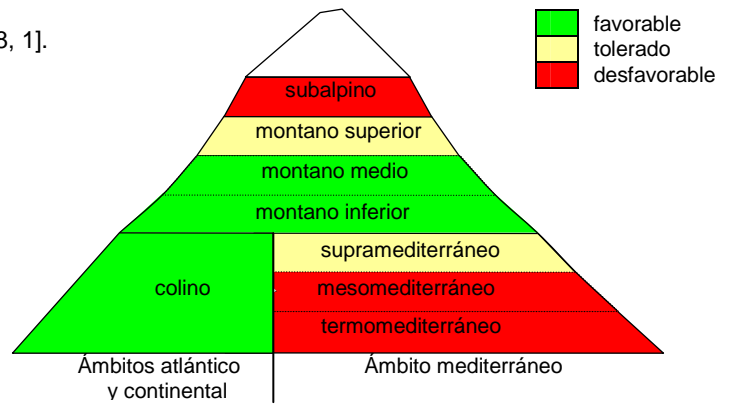 3, 1].
favorable
tolerado
desfavorable
subalpino
montano superior
montano medio
montano inferior
supramediterráneo
colino
mesomediterráneo
termomediterráneo
Ámbitos atlántico
y continental
Ámbito mediterráneo